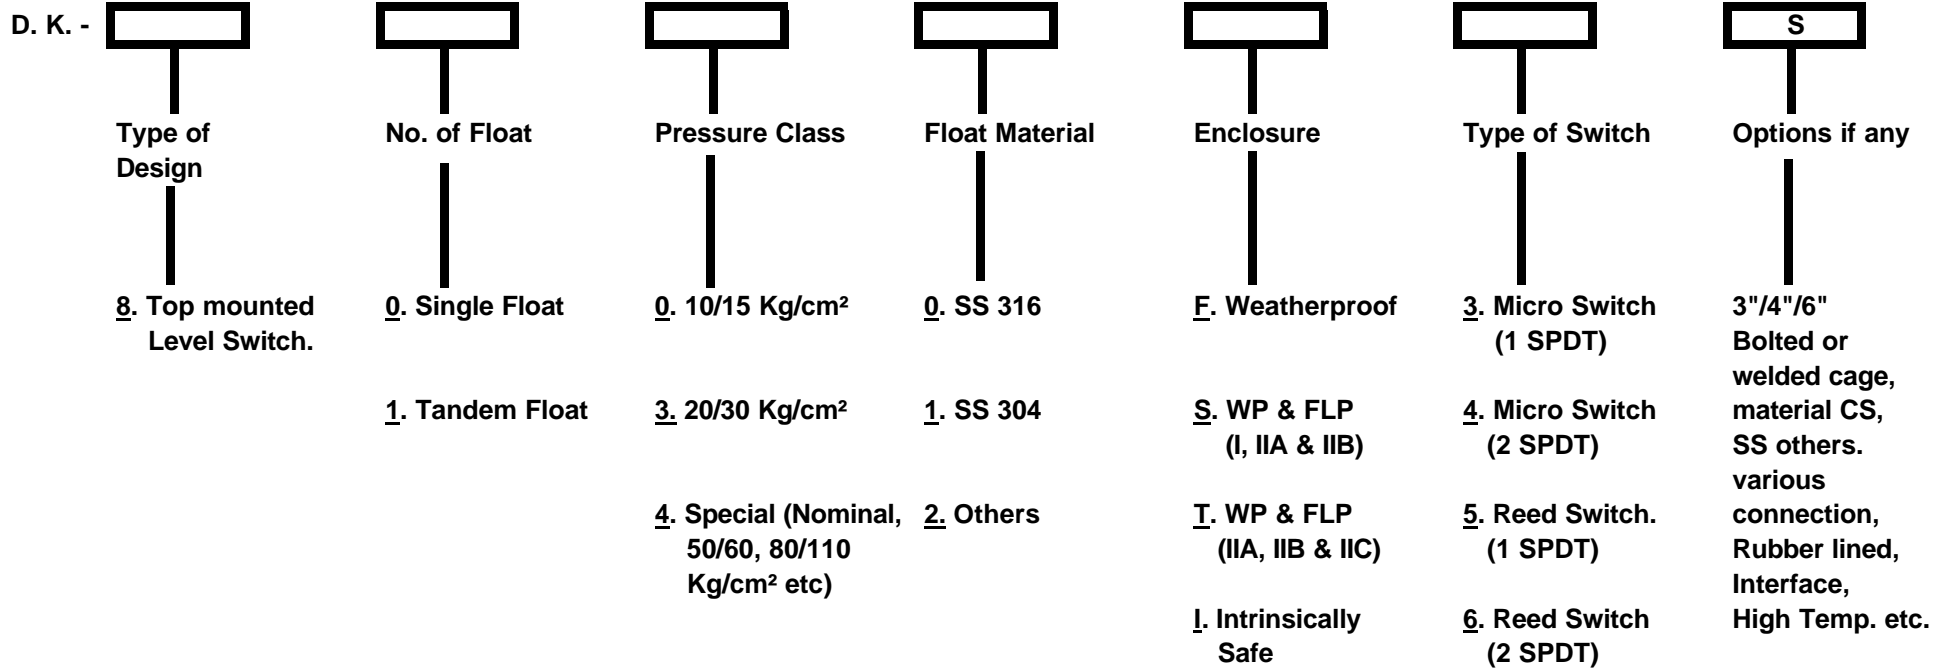 D. K. - S
Type of Design
No. of Float
Pressure Class
Float Material
Enclosure
Type of Switch
Options if any
8. Top mounted
Level Switch.
0. Single Float
1. Tandem Float
0. 10/15 Kg/cm²
3. 20/30 Kg/cm²
4. Special (Nominal,
50/60, 80/110
Kg/cm² etc)
0. SS 316
1. SS 304
2. Others
F. Weatherproof
S. WP & FLP
(I, IIA & IIB)
T. WP & FLP
(IIA, IIB & IIC)
I. Intrinsically
Safe
3. Micro Switch
(1 SPDT)
4. Micro Switch
(2 SPDT)
5. Reed Switch.
(1 SPDT)
6. Reed Switch
(2 SPDT)
3"/4"/6"
Bolted or
welded cage,
material CS,
SS others.
various
connection,
Rubber lined,
Interface,
High Temp. etc.